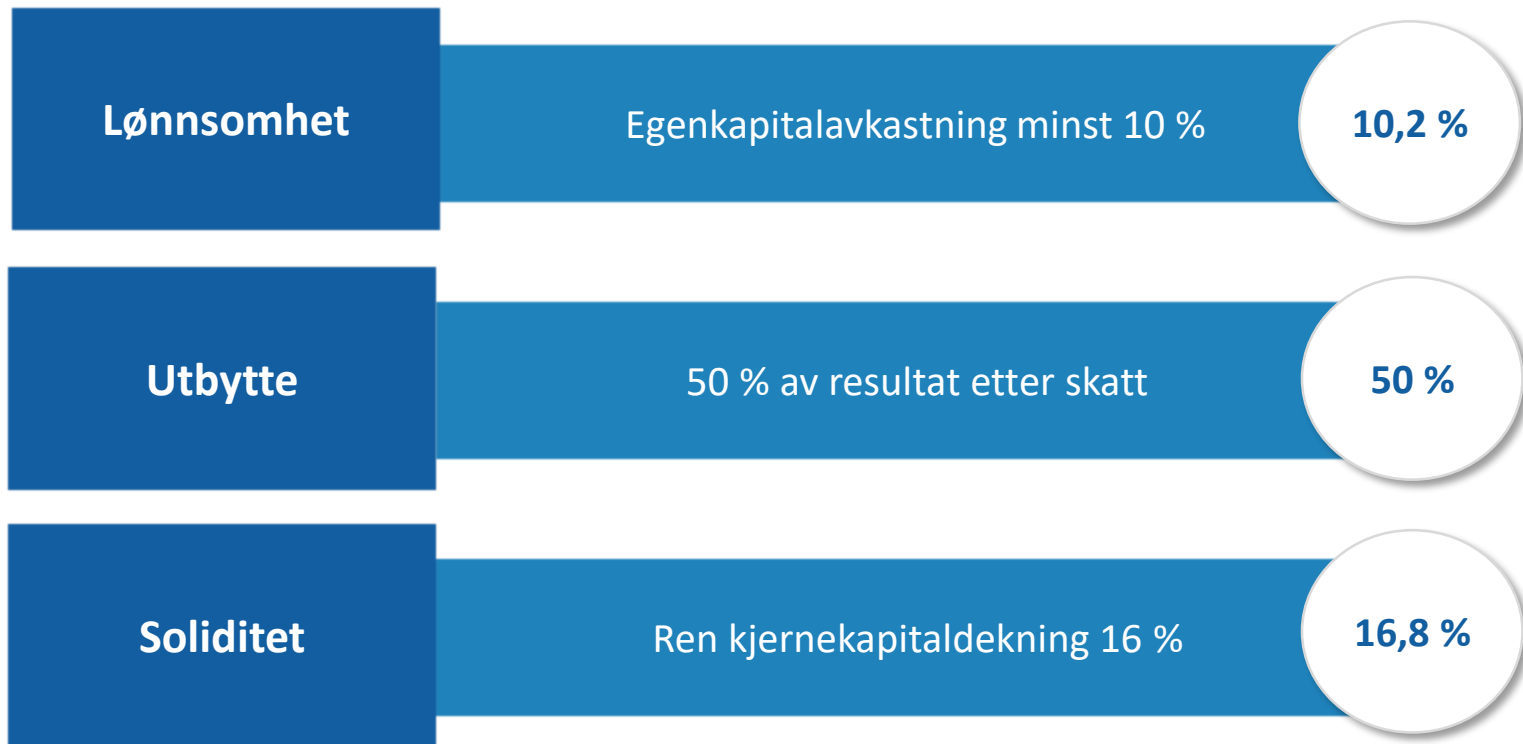 Lønnsomhet
Egenkapitalavkastning minst 10 %
10,2 %
Utbytte
50 % av resultat etter skatt
50 %
Soliditet
Ren kjernekapitaldekning 16 %
16,8 %